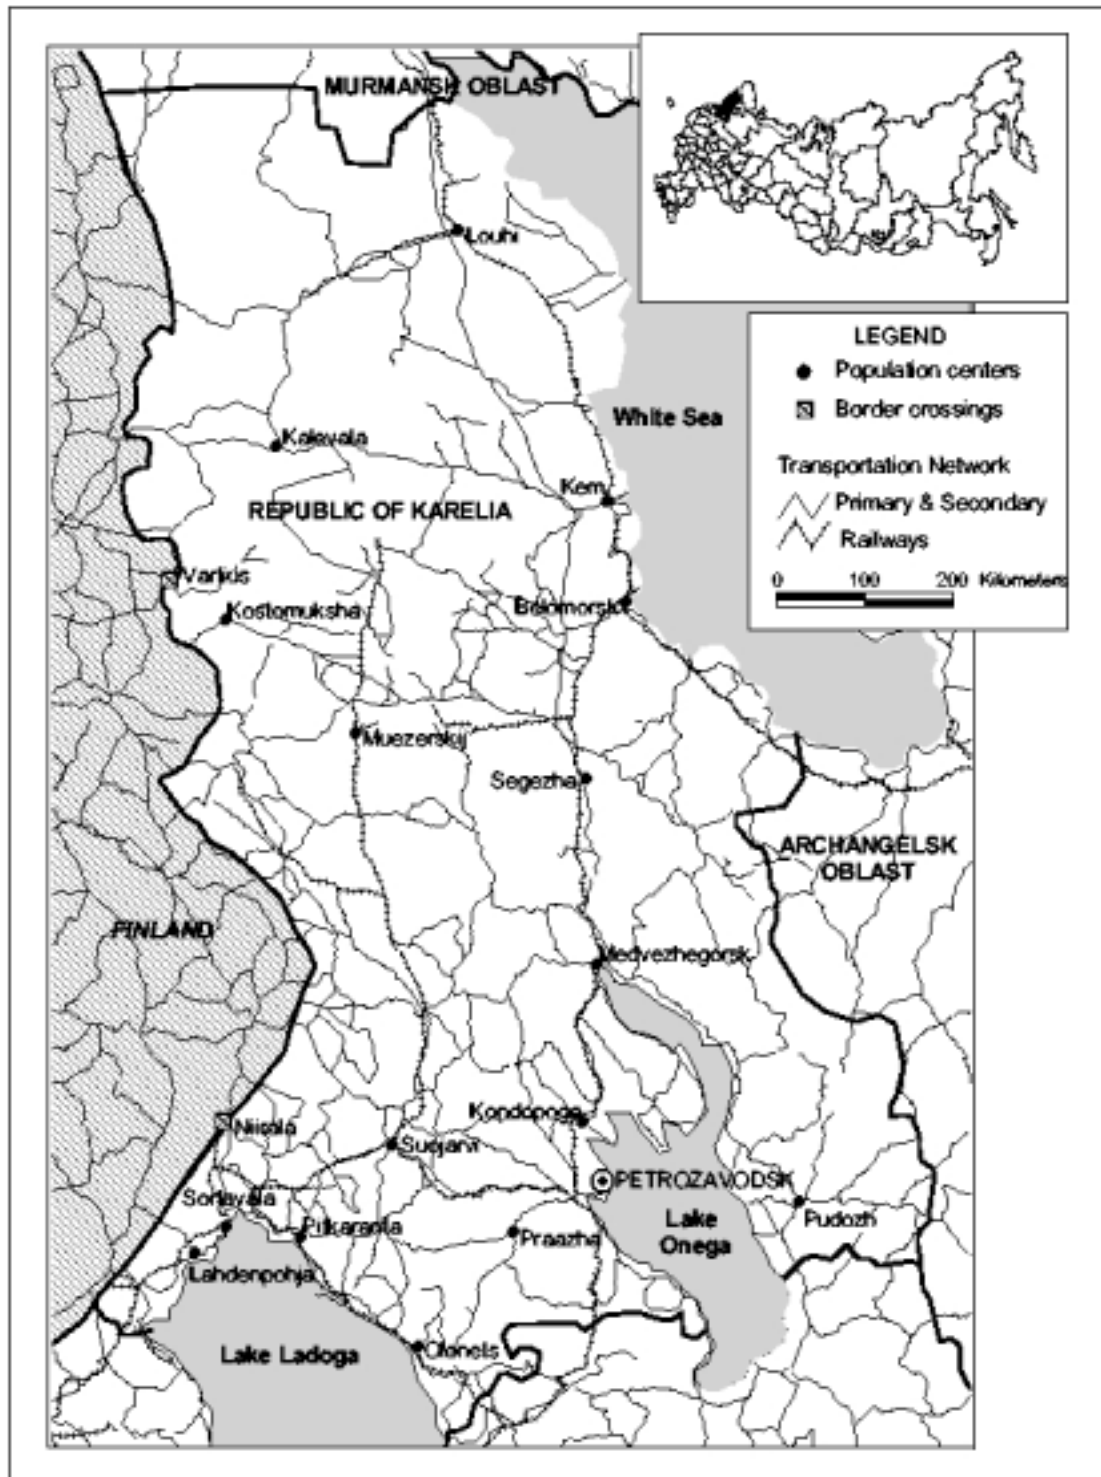 MURMANSK OBLAST
Louhi
LEGEND
Population centers
Border crossings
Transportation Network
Primary & Secondary
Railways
0 100 200 Kilometers
White Sea
Kalevala
Kem
REPUBLIC OF KARELIA
Vartius
Kostomuksha
Belomorsk
Muezerskij
Segezha
ARCHANGELSK
OBLAST
FINLAND
Medvezhegorsk
Kondopoga
Niirala
Suojarvi
PETROZAVODSK
Sortavala
Pitkaranta
Praazha
Lake
Onega
Pudozh
Lahdenpohja
Lake Ladoga
Olonets